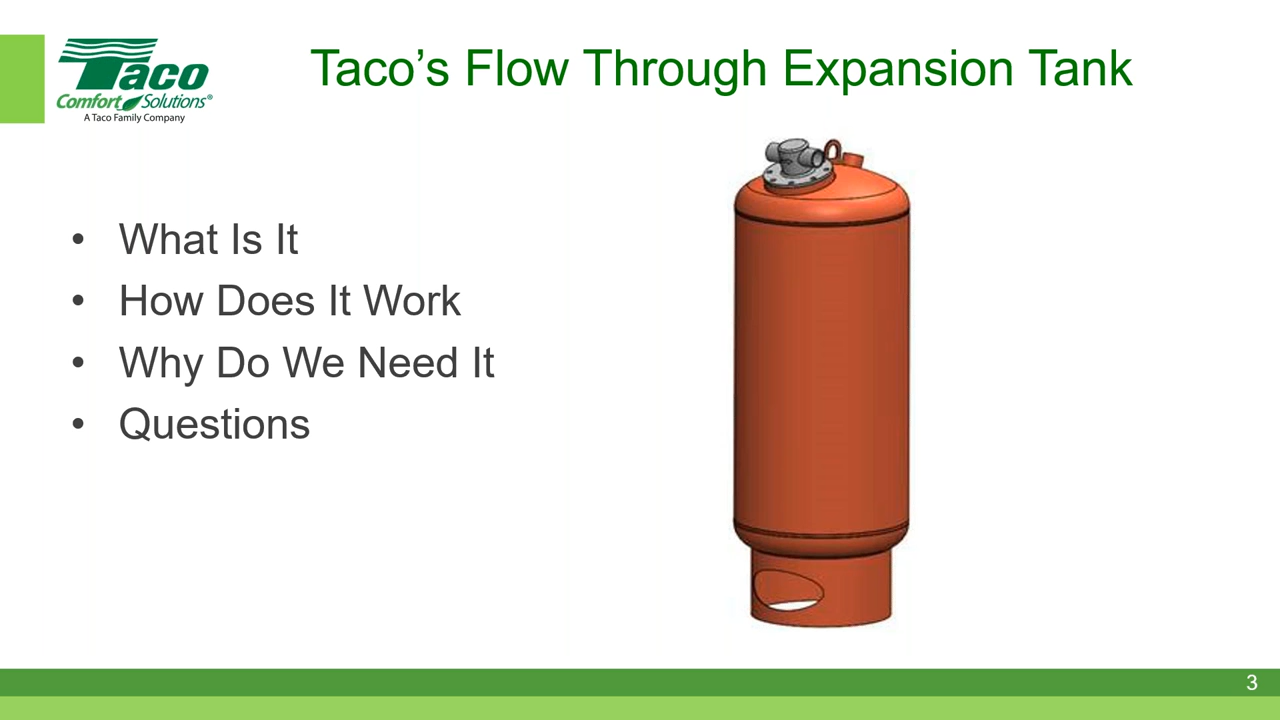 Taco
Comfort Solutions®
A Taco Family Company
Taco’s Flow Through Expansion Tank
• What Is It
• How Does It Work
• Why Do We Need It
• Questions
3